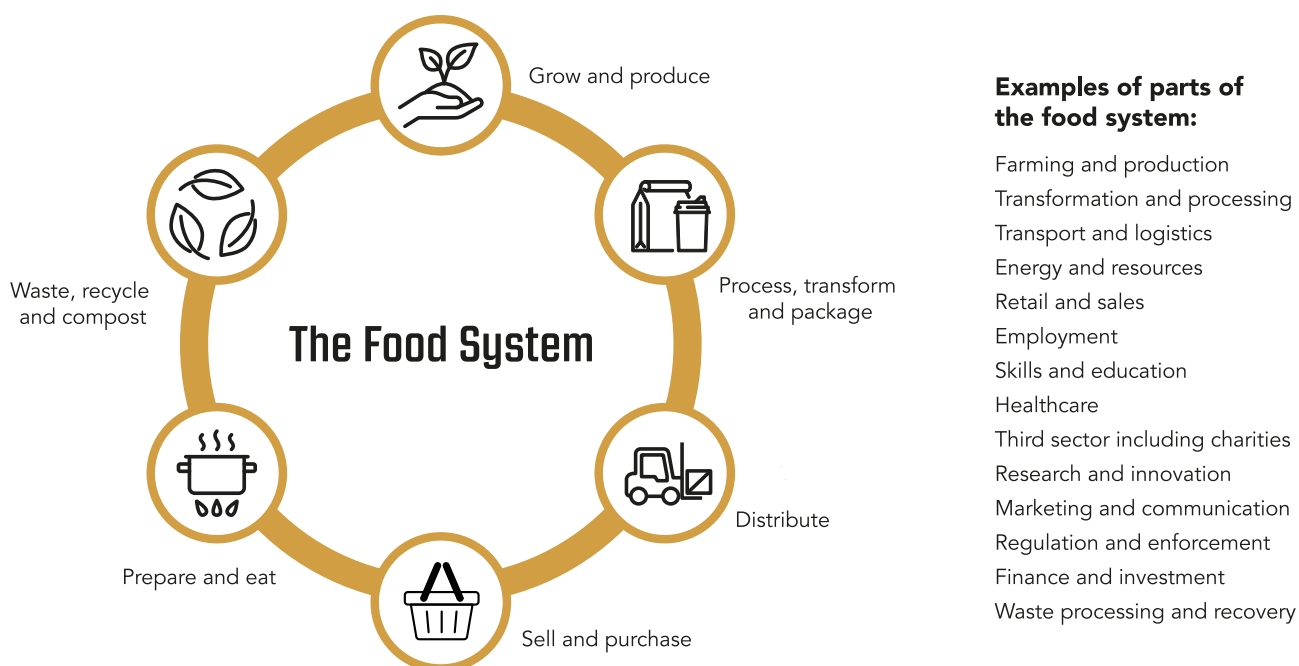 Grow and produce
Process, transform
and package
Distribute
Sell and purchase
Prepare and eat
Waste, recycle
and compost
The Food System
Examples of parts of
the food system:
Farming and production
Transformation and processing
Transport and logistics
Energy and resources
Retail and sales
Employment
Skills and education
Healthcare
Third sector including charities
Research and innovation
Marketing and communication
Regulation and enforcement
Finance and investment
Waste processing and recovery